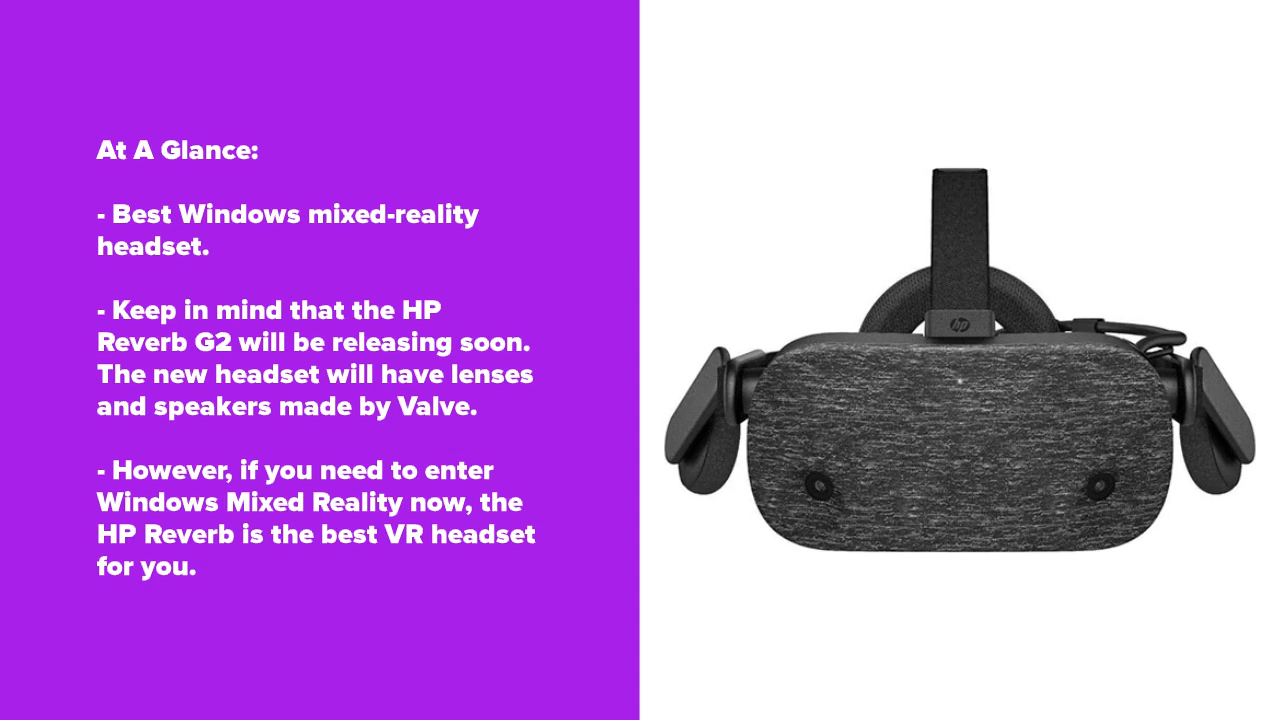 At A Glance:
- Best Windows mixed-reality
headset.
- Keep in mind that the HP
Reverb G2 will be releasing soon.
The new headset will have lenses
and speakers made by Valve.
- However, if you need to enter
Windows Mixed Reality now, the
HP Reverb is the best VR headset
for you.
hp